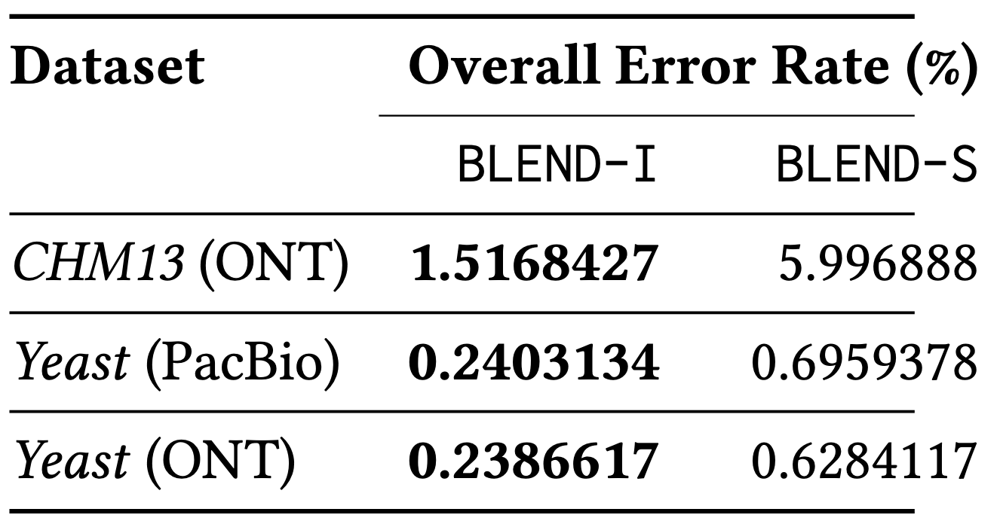 Dataset Overall Error Rate (%)
BLEND-I BLEND-S
CHM13 (ONT) 1.5168427 5.996888
Yeast (PacBio) 0.2403134 0.6959378
Yeast (ONT) 0.2386617 0.6284117